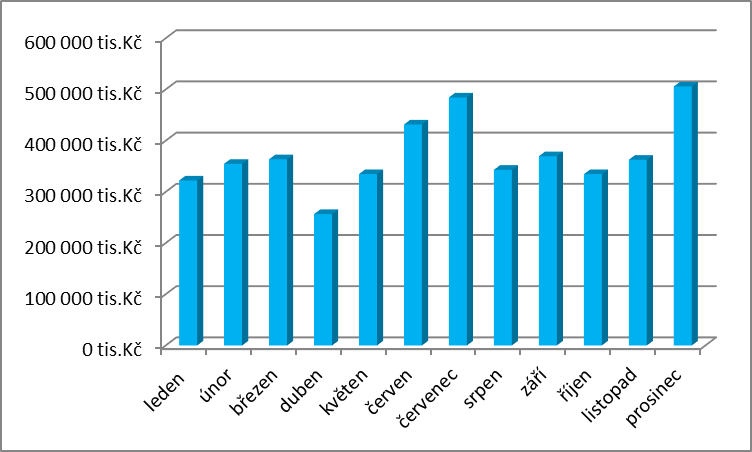 600 000 tis.Kč
500 000 tis.Kč
400 000 tis.Kč
300 000 tis.Kč
200 000 tis.Kč
100 000 tis.Kč
0 tis.Kč
leden
únor
březen
duben
květen
červen
červenec
srpen
září
říjen
listopad
prosinec